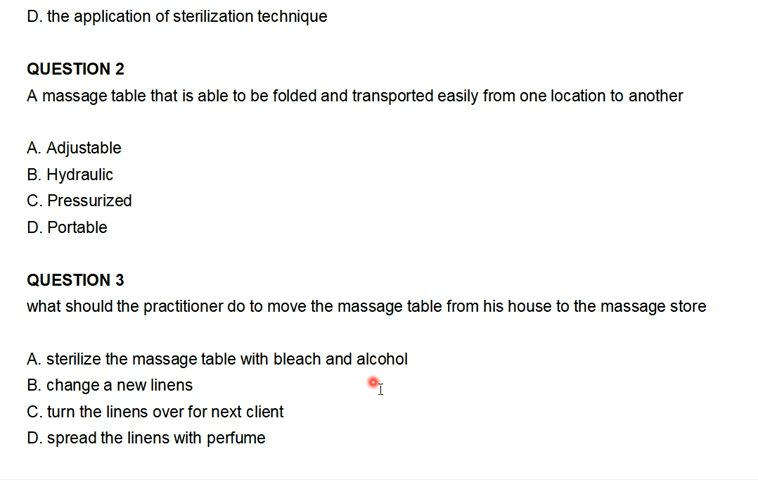 D. the application of sterilization technique
QUESTION 2
A massage table that is able to be folded and transported easily from one location to another
A. Adjustable
B. Hydraulic
C. Pressurized
D. Portable
QUESTION 3
what should the practitioner do to move the massage table from his house to the massage store
A. sterilize the massage table with bleach and alcohol
B. change a new linens
C. turn the linens over for next client
D. spread the linens with perfume